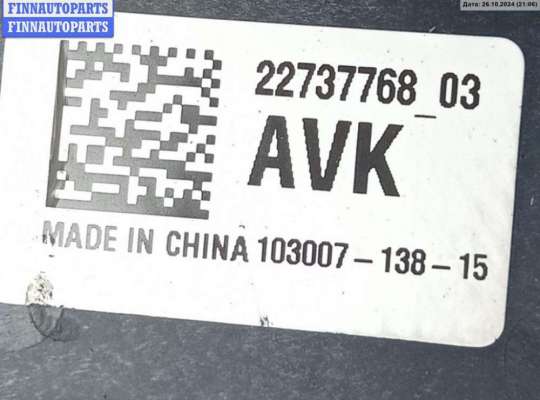 FINNAUTOPARTS
FINNAUTOPARTS
Дата: 26.10.2024 (21:06)
22737768_03
AVK
MADE IN CHINA 103007-138-15